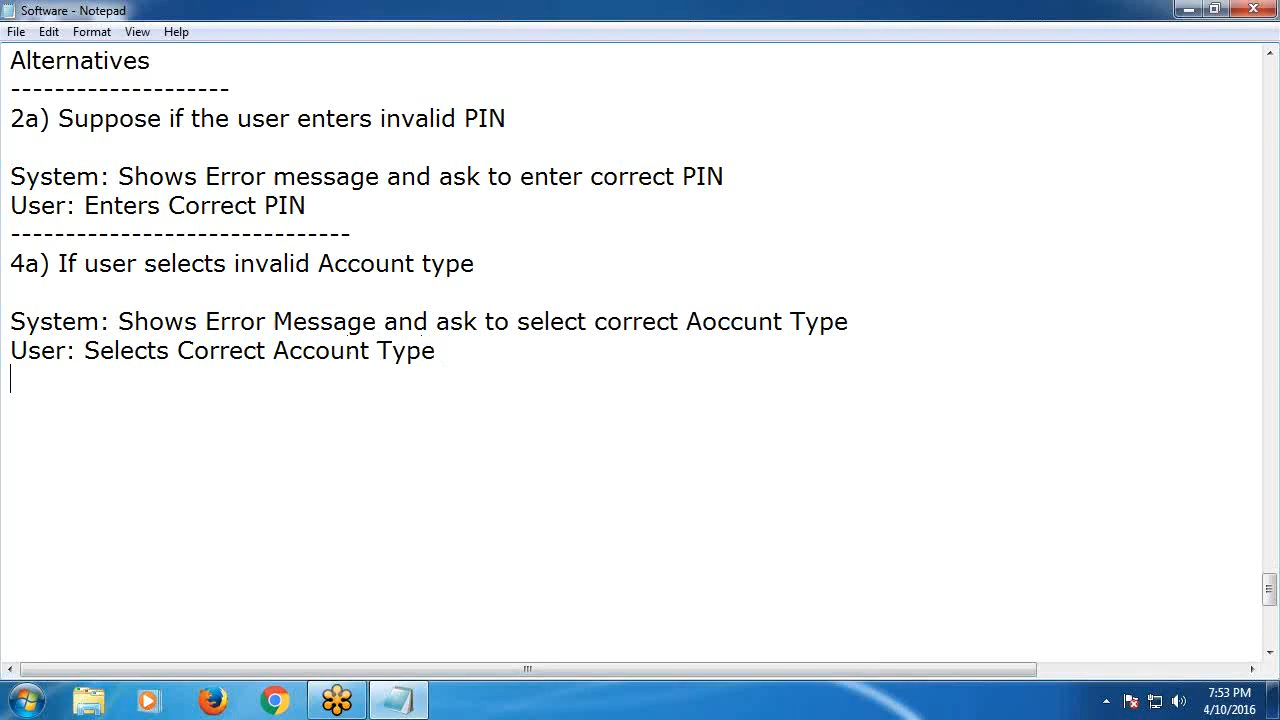 Software - Notepad
File Edit Format View Help
Alternatives
--------------------
2a) Suppose if the user enters invalid PIN
System: Shows Error message and ask to enter correct PIN
User: Enters Correct PIN
-------------------------------
4a) If user selects invalid Account type
System: Shows Error Message and ask to select correct Aoccunt Type
User: Selects Correct Account Type
7:53 PM
4/10/2016